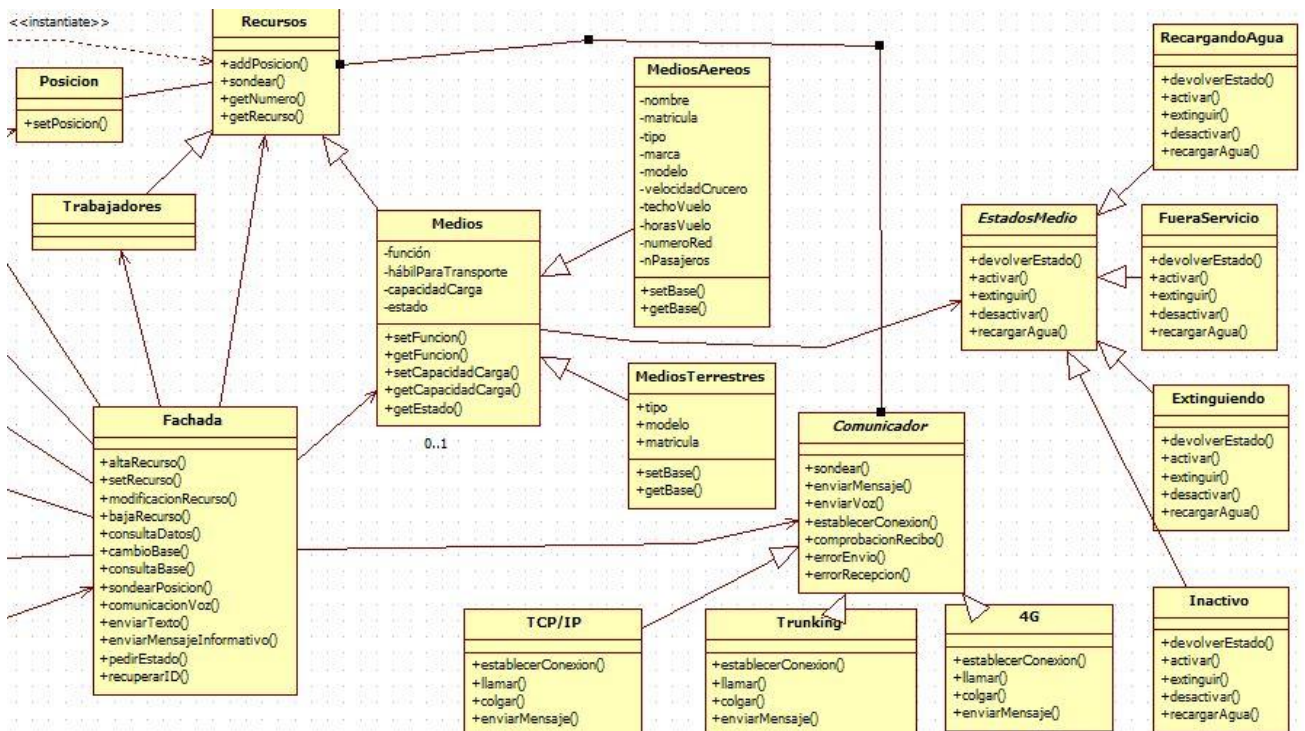 <<instantiate>>
Recursos
+addPosicion()
+sondear()
+getNumero()
+getRecurso()
Posicion
+setPosicion()
Trabajadores
Medios
-función
-hábilParaTransporte
-capacidadCarga
-estado
+setFuncion()
+getFuncion()
+setCapacidadCarga()
+getCapacidadCarga()
+getEstado()
0..1
MediosAereos
-nombre
-matricula
-tipo
-marca
-modelo
-velocidadCrucero
-techoVuelo
-horasVuelo
-numeroRed
-nPasajeros
+setBase()
+getBase()
MediosTerrestres
+tipo
+modelo
+matricula
+setBase()
+getBase()
Fachada
+altaRecurso()
+setRecurso()
+modificacionRecurso()
+bajaRecurso()
+consultaDatos()
+cambioBase()
+consultaBase()
+sondearPosicion()
+comunicacionVoz()
+enviarTexto()
+enviarMensajeInformativo()
+pedirEstado()
+recuperarID()
Comunicador
+sondear()
+enviarMensaje()
+enviarVoz()
+establecerConexion()
+comprobacionRecibo()
+errorEnvio()
+errorRecepcion()
TCP/IP
+establecerConexion()
+llamar()
+colgar()
+enviarMensaje()
Trunking
+establecerConexion()
+llamar()
+colgar()
+enviarMensaje()
4G
+establecerConexion()
+llamar()
+colgar()
+enviarMensaje()
EstadosMedio
+devolverEstado()
+activar()
+extinguir()
+desactivar()
+recargarAgua()
RecargandoAgua
+devolverEstado()
+activar()
+extinguir()
+desactivar()
+recargarAgua()
FueraServicio
+devolverEstado()
+activar()
+extinguir()
+desactivar()
+recargarAgua()
Extinguiendo
+devolverEstado()
+activar()
+extinguir()
+desactivar()
+recargarAgua()
Inactivo
+devolverEstado()
+activar()
+extinguir()
+desactivar()
+recargarAgua()